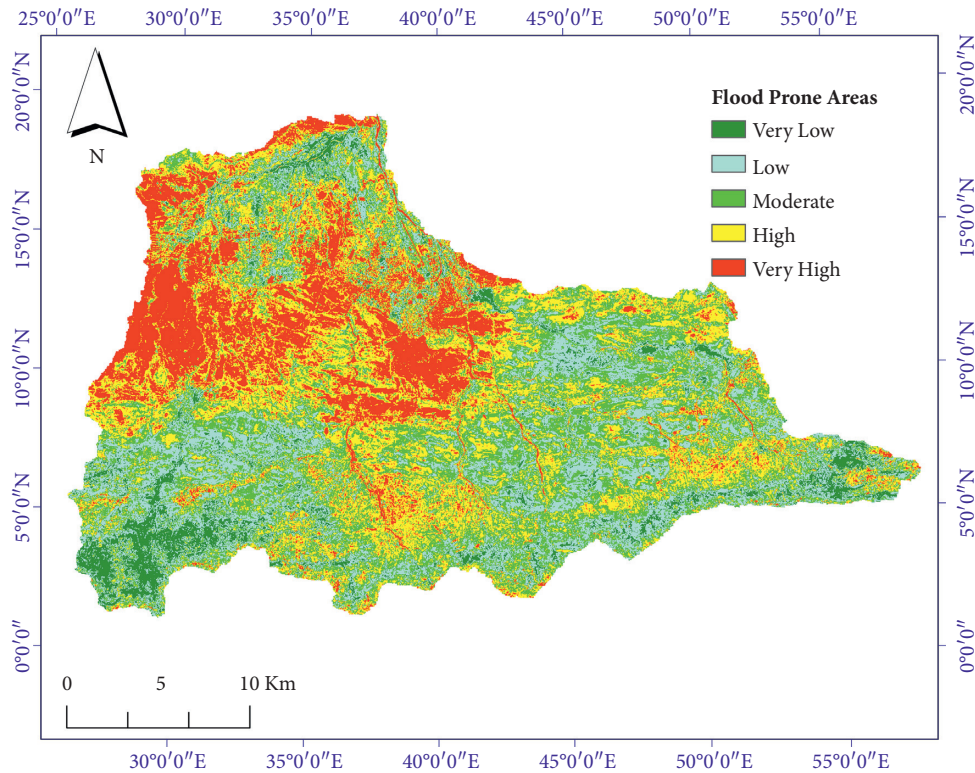 25°0′0″E 30°0′0″E 35°0′0″E 40°0′0″E 45°0′0″E 50°0′0″E 55°0′0″E
N
Flood Prone Areas
Very Low
Low
Moderate
High
Very High
20°0′0″N
15°0′0″N
10°0′0″N
5°0′0″N
0°0′0″
20°0′0″N
15°0′0″N
10°0′0″N
5°0′0″N
0°0′0″N
0 5 10 Km
30°0′0″E 35°0′0″E 40°0′0″E 45°0′0″E 50°0′0″E 55°0′0″E